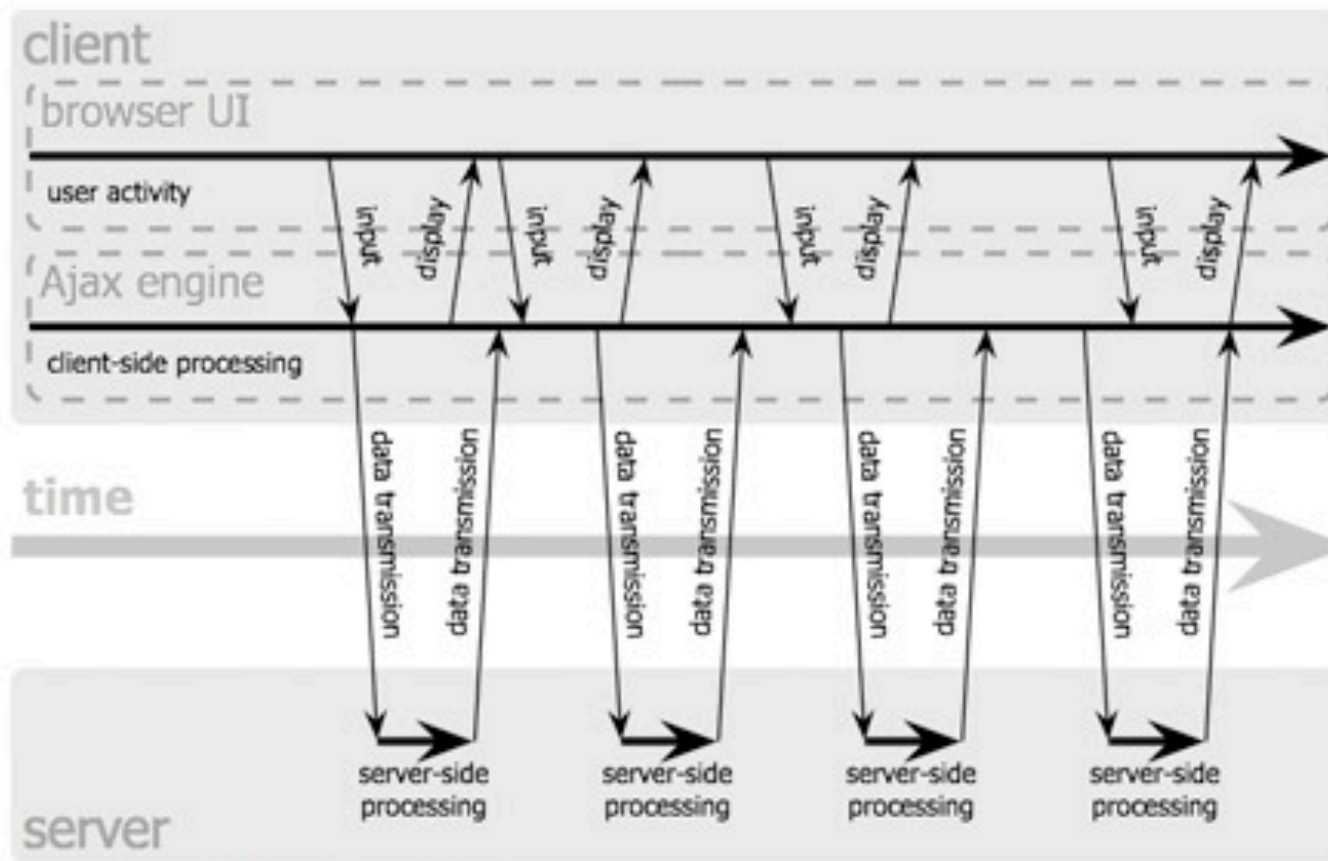 client
browser UI
user activity
input
display
input
display
input
display
input
display
Ajax engine
client-side processing
data transmission
data transmission
data transmission
data transmission
data transmission
data transmission
data transmission
data transmission
time
server-side
processing
server-side
processing
server-side
processing
server-side
processing
server